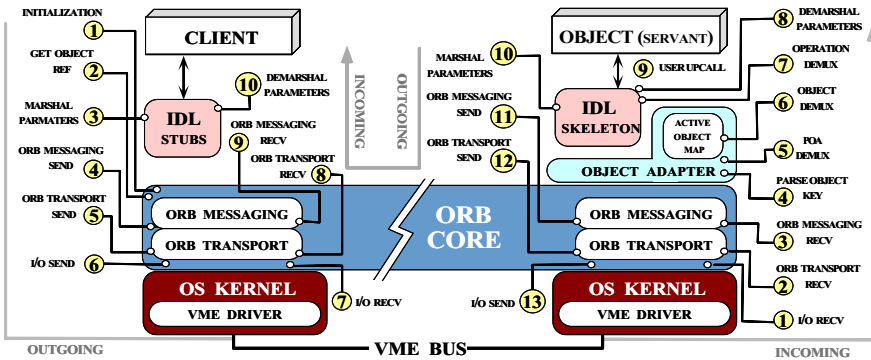 INITIALIZATION
1
GET OBJECT
REF
2
MARSHAL
PARMATERS
3
ORB MESSAGING
SEND
4
ORB TRANSPORT
SEND
5
I/O SEND
6
CLIENT
10
DEMARSHAL
PARAMETERS
IDL
STUBS
ORB MESSAGING
RECV
9
ORB TRANSPORT
RECV
8
ORB MESSAGING
ORB TRANSPORT
7
I/O RECV
OS KERNEL
VME DRIVER
INCOMING
OUTGOING
ORB
CORE
OBJECT (SERVANT)
10
MARSHAL
PARAMETERS
9
USER UPCALL
8
DEMARSHAL
PARAMETERS
7
OPERATION
DEMUX
6
OBJECT
DEMUX
5
POA
DEMUX
4
PARSE OBJECT
KEY
IDL
SKELETON
ACTIVE
OBJECT
MAP
OBJECT ADAPTER
ORB MESSAGING
SEND
11
ORB TRANSPORT
SEND
12
ORB MESSAGING
ORB TRANSPORT
ORB MESSAGING
3
RECV
ORB TRANSPORT
2
RECV
I/O SEND
13
1
I/O RECV
OS KERNEL
VME DRIVER
OUTGOING
VME BUS
INCOMING